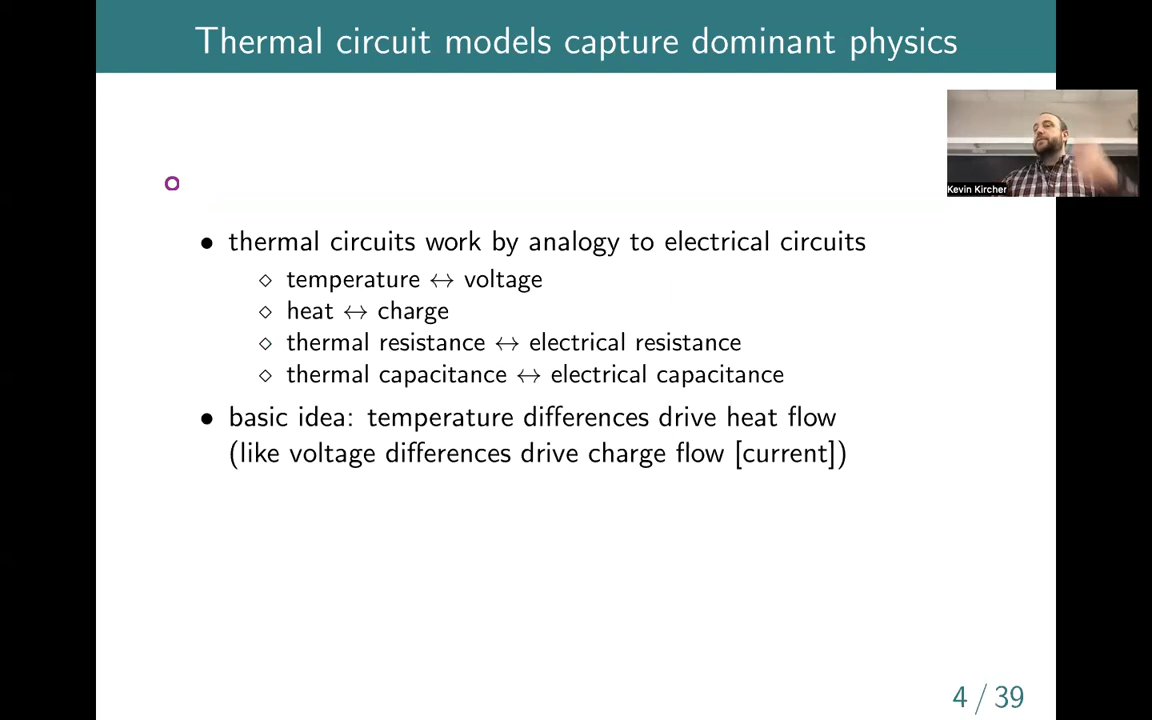 Thermal circuit models capture dominant physics
Kevin Kircher
• thermal circuits work by analogy to electrical circuits
◇ temperature ↔ voltage
◇ heat ↔ charge
◇ thermal resistance ↔ electrical resistance
◇ thermal capacitance ↔ electrical capacitance
• basic idea: temperature differences drive heat flow
(like voltage differences drive charge flow [current])
4 / 39